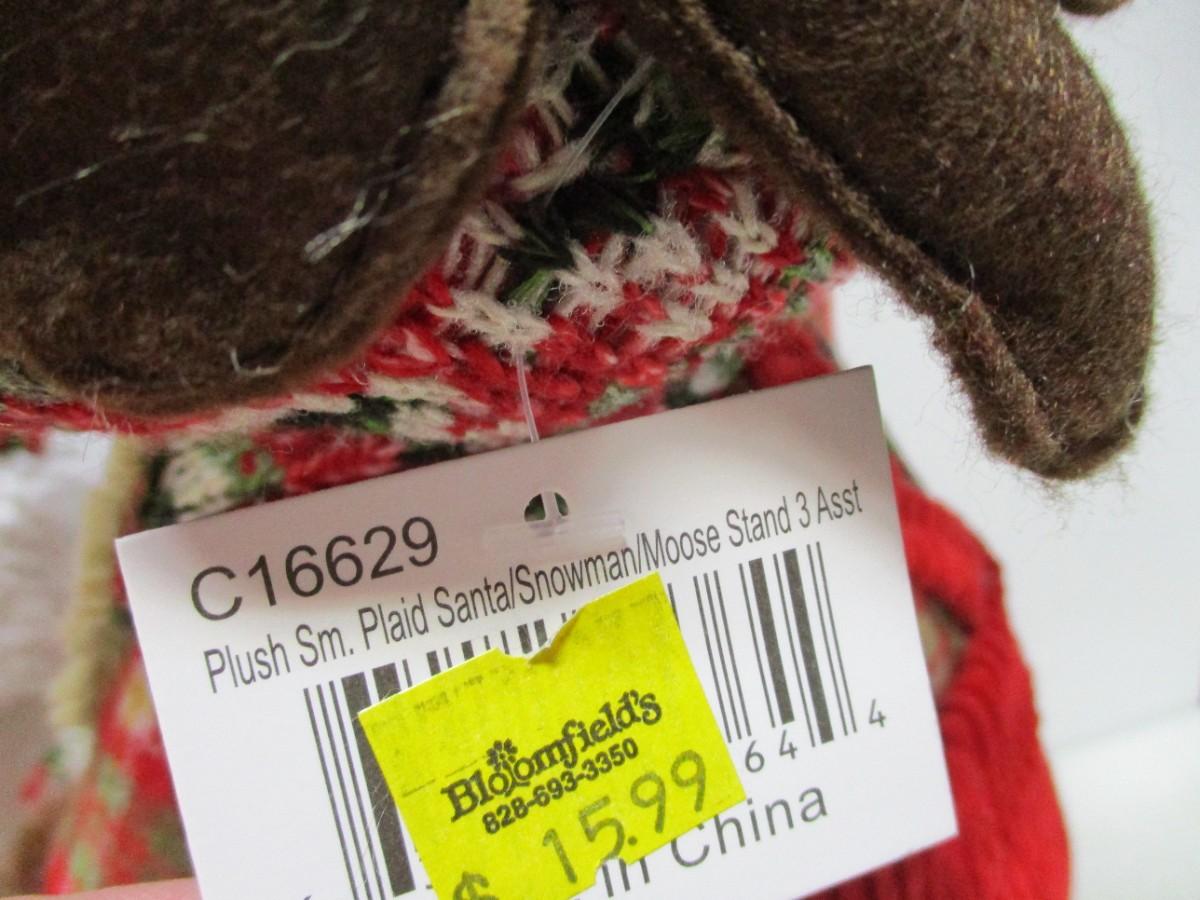 C16629
Plush Sm. Plaid Santa/Snowman/Moose Stand 3 Asst
Bloomfield's
828-693-3350
$ 15.99
64 4
in China